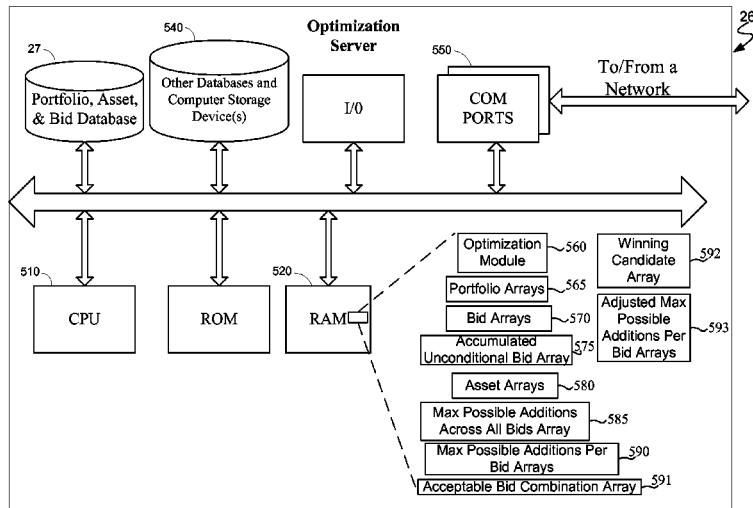 26
540
Optimization
Server
27
Other Databases and
Computer Storage
Device(s)
550
To/From a
Network
Portfolio, Asset,
& Bid Database
I/0
COM
PORTS
510
520
CPU
ROM
RAM
Optimization
Module
560
Winning
Candidate
Array
592
Portfolio Arrays
565
Bid Arrays
570
Adjusted Max
Possible
Additions Per
Bid Arrays
593
Accumulated
Unconditional Bid Array
575
Asset Arrays
580
Max Possible Additions
Across All Bids Array
585
Max Possible Additions Per
Bid Arrays
590
Acceptable Bid Combination Array
591